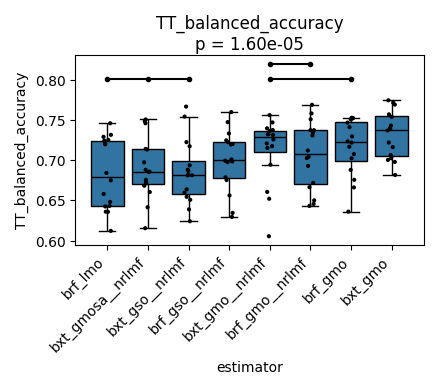 TT_balanced_accuracy
p = 1.60e-05
TT_balanced_accuracy
0.80
0.75
0.70
0.65
0.60
brf_lmo
bxt_gmosa__nrlmf
bxt_gso__nrlmf
brf_gso__nrlmf
bxt_gmo__nrlmf
brf_gmo__nrlmf
brf_gmo
bxt_gmo
estimator